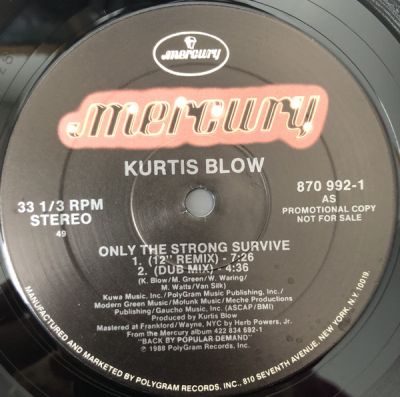 mercury
mercury
KURTIS BLOW
33 1/3 RPM
STEREO
49
870 992-1
AS
PROMOTIONAL COPY
NOT FOR SALE
ONLY THE STRONG SURVIVE
1. (12" REMIX) - 7:26
2. (DUB MIX) - 4:36
(K. Blow/M. Green/W. Waring/
M. Watts/Van Silk)
Kuwa Music, Inc./PolyGram Music Publishing, Inc./
Modern Green Music/Mofunk Music/Meche Productions
Publishing/Gaucho Music, Inc. (ASCAP/BMI)
Produced by Kurtis Blow
Mastered at Frankford/Wayne, NYC by Herb Powers, Jr.
From the Mercury album 422 834 692-1
"BACK BY POPULAR DEMAND"
℗ 1988 PolyGram Records, Inc.
MANUFACTURED AND MARKETED BY POLYGRAM RECORDS, INC., 810 SEVENTH AVENUE, NEW YORK, N.Y. 10019.